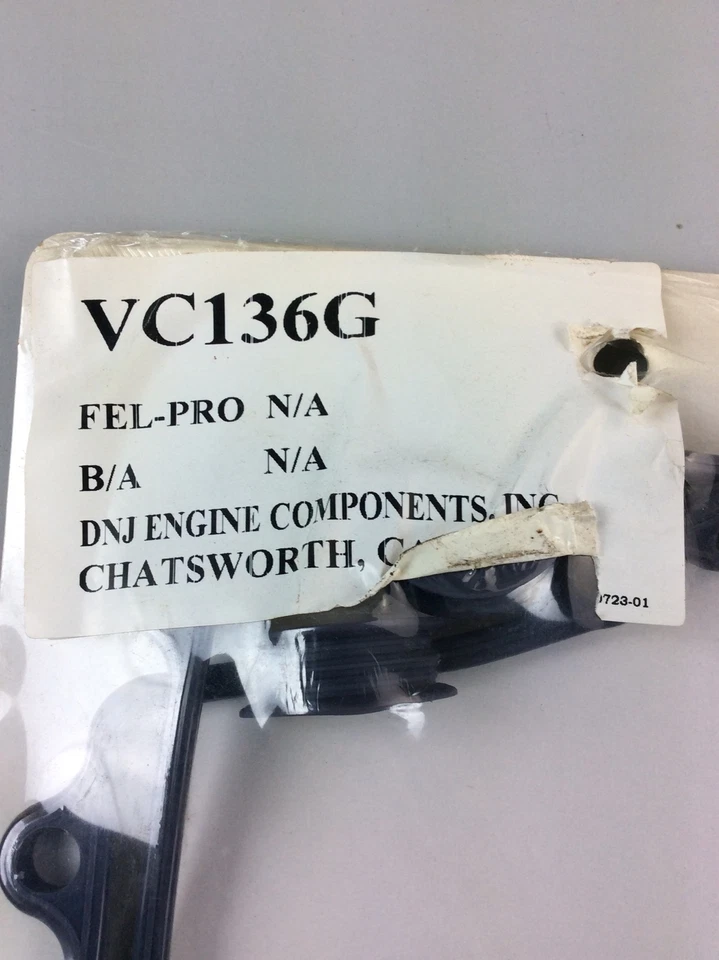 VC136G
FEL-PRO N/A
B/A N/A
DNJ ENGINE COMPONENTS, INC
CHATSWORTH,
723-01